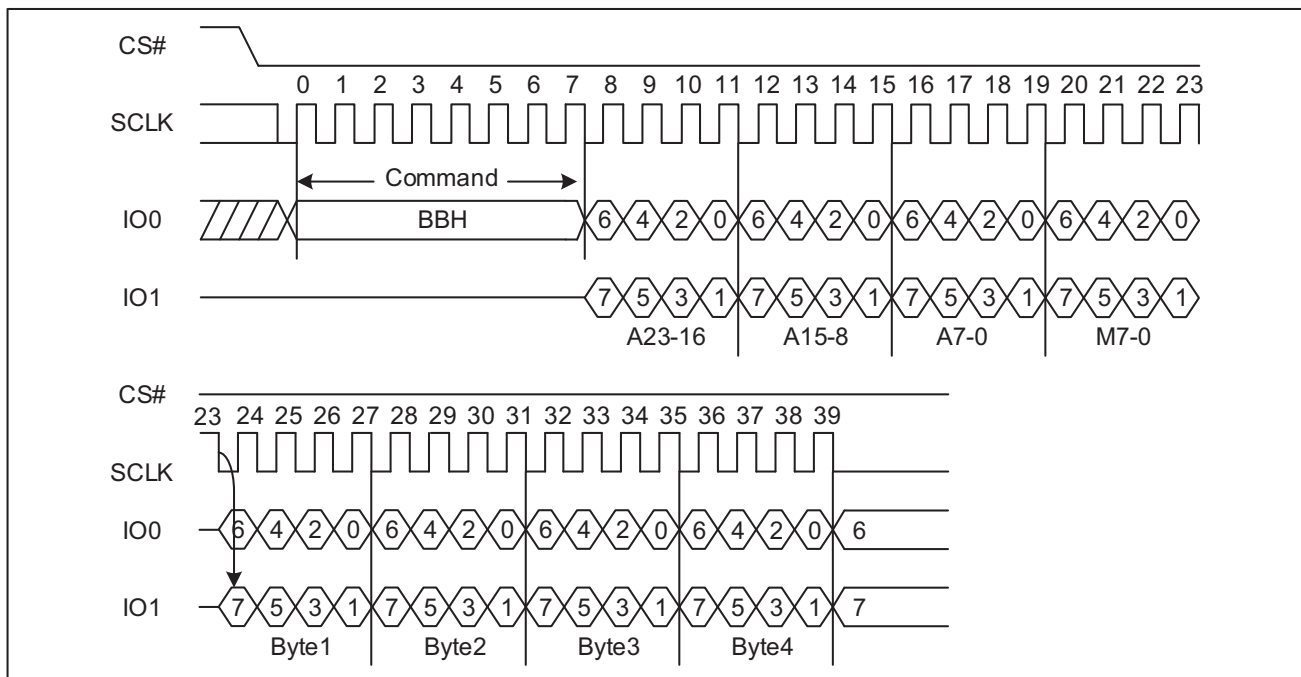 CS#
0 1 2 3 4 5 6 7 8 9 10 11 12 13 14 15 16 17 18 19 20 21 22 23
SCLK
Command
IO0 BBH 6 4 2 0 6 4 2 0 6 4 2 0 6 4 2 0
IO1 7 5 3 1 7 5 3 1 7 5 3 1 7 5 3 1
A23-16 A15-8 A7-0 M7-0
CS#
23 24 25 26 27 28 29 30 31 32 33 34 35 36 37 38 39
SCLK
IO0 6 4 2 0 6 4 2 0 6 4 2 0 6 4 2 0 6
IO1 7 5 3 1 7 5 3 1 7 5 3 1 7 5 3 1 7
Byte1 Byte2 Byte3 Byte4